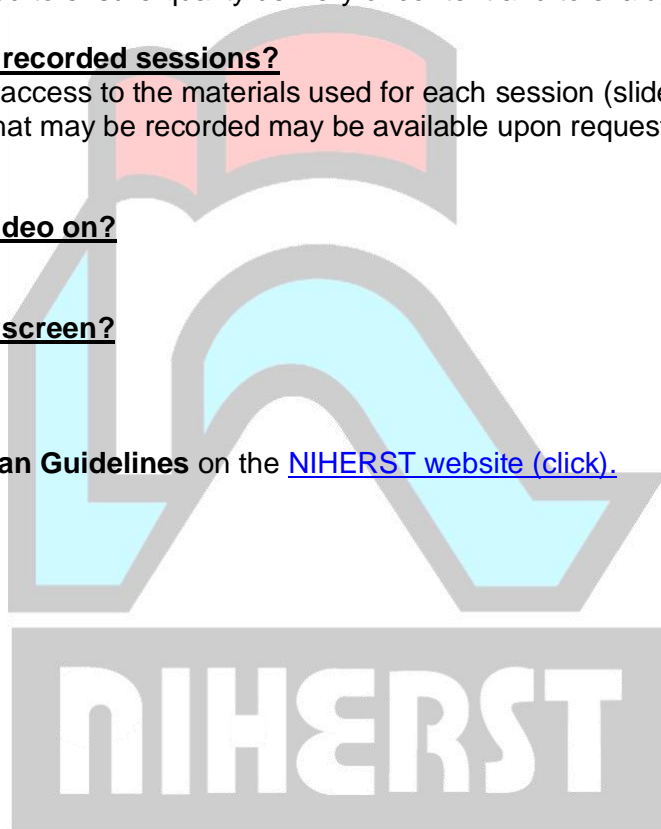 recorded sessions?
access to the materials used for each session (slide
hat may be recorded may be available upon request
deo on?
screen?
an Guidelines on the NIHERST website (click).
NIHERST